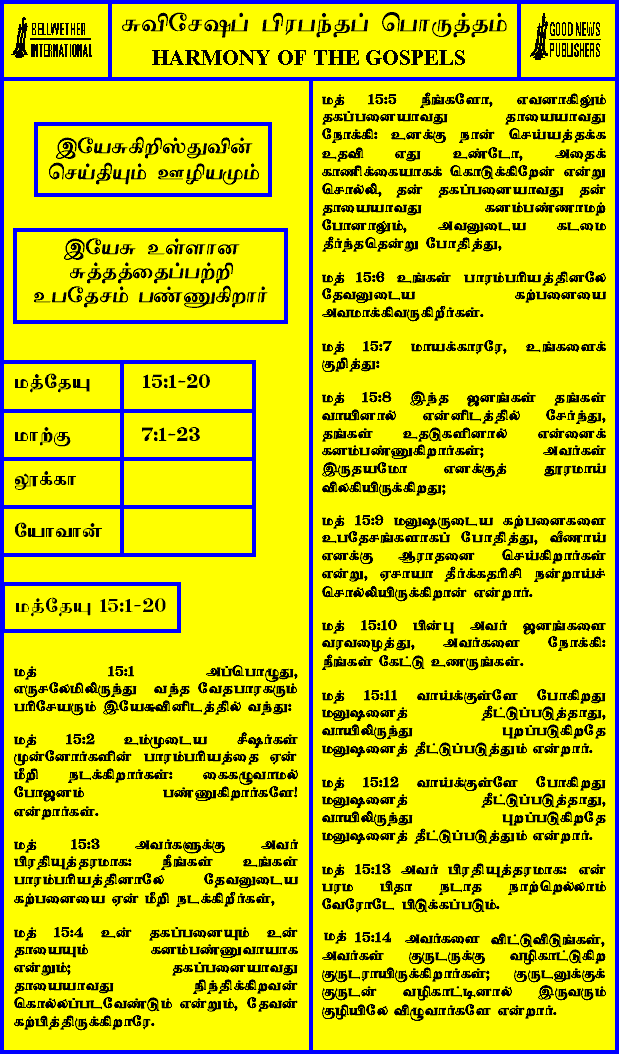 BELLWETHER
INTERNATIONAL
சுவிசேஷப் பிரபந்தப் பொருத்தம்
HARMONY OF THE GOSPELS
GOOD NEWS
PUBLISHERS
இயேசுகிறிஸ்துவின்
செய்தியும் ஊழியமும்
இயேசு உள்ளான
சுத்தத்தைப்பற்றி
உபதேசம் பண்ணுகிறார்
மத்தேயு 15:1-20
மாற்கு 7:1-23
லூக்கா
யோவான்
மத்தேயு 15:1-20
மத் 15:1 அப்பொழுது,
எருசலேமிலிருந்து வந்த வேதபாரகரும்
பரிசேயரும் இயேசுவினிடத்தில் வந்து:
மத் 15:2 உம்முடைய சீஷர்கள்
முன்னோர்களின் பாரம்பரியத்தை ஏன்
மீறி நடக்கிறார்கள்: கைகழுவாமல்
போஜனம் பண்ணுகிறார்களே!
என்றார்கள்.
மத் 15:3 அவர்களுக்கு அவர்
பிரதியுத்தரமாக: நீங்கள் உங்கள்
பாரம்பரியத்தினாலே தேவனுடைய
கற்பனையை ஏன் மீறி நடக்கிறீர்கள்,
மத் 15:4 உன் தகப்பனையும் உன்
தாயையும் கனம்பண்ணுவாயாக
என்றும்; தகப்பனையாவது
தாயையாவது நிந்திக்கிறவன்
கொல்லப்படவேண்டும் என்றும், தேவன்
கற்பித்திருக்கிறாரே.
மத் 15:5 நீங்களோ, எவனாகிலும்
தகப்பனையாவது தாயையாவது
நோக்கி: உனக்கு நான் செய்யத்தக்க
உதவி எது உண்டோ, அதைக்
காணிக்கையாகக் கொடுக்கிறேன் என்று
சொல்லி, தன் தகப்பனையாவது தன்
தாயையாவது கனம்பண்ணாமற்
போனாலும், அவனுடைய கடமை
தீர்ந்ததென்று போதித்து,
மத் 15:6 உங்கள் பாரம்பரியத்தினலே
தேவனுடைய கற்பனையை
அவமாக்கிவருகிறீர்கள்.
மத் 15:7 மாயக்காரரே, உங்களைக்
குறித்து:
மத் 15:8 இந்த ஜனங்கள் தங்கள்
வாயினால் என்னிடத்தில் சேர்ந்து,
தங்கள் உதடுகளினால் என்னைக்
கனம்பண்ணுகிறார்கள்; அவர்கள்
இருதயமோ எனக்குத் தூரமாய்
விலகியிருக்கிறது;
மத் 15:9 மனுஷருடைய கற்பனைகளை
உபதேசங்களாகப் போதித்து, வீணாய்
எனக்கு ஆராதனை செய்கிறார்கள்
என்று, ஏசாயா தீர்க்கதரிசி நன்றாய்ச்
சொல்லியிருக்கிறான் என்றார்.
மத் 15:10 பின்பு அவர் ஜனங்களை
வரவழைத்து, அவர்களை நோக்கி:
நீங்கள் கேட்டு உணருங்கள்.
மத் 15:11 வாய்க்குள்ளே போகிறது
மனுஷனைத் தீட்டுப்படுத்தாது,
வாயிலிருந்து புறப்படுகிறதே
மனுஷனைத் தீட்டுப்படுத்தும் என்றார்.
மத் 15:12 வாய்க்குள்ளே போகிறது
மனுஷனைத் தீட்டுப்படுத்தாது,
வாயிலிருந்து புறப்படுகிறதே
மனுஷனைத் தீட்டுப்படுத்தும் என்றார்.
மத் 15:13 அவர் பிரதியுத்தரமாக: என்
பரம பிதா நடாத நாற்றெல்லாம்
வேரோடே பிடுக்கப்படும்.
மத் 15:14 அவர்களை விட்டுவிடுங்கள்,
அவர்கள் குருடருக்கு வழிகாட்டுகிற
குருடராயிருக்கிறார்கள்; குருடனுக்குக்
குருடன் வழிகாட்டினால் இருவரும்
குழியிலே விழுவார்களே என்றார்.